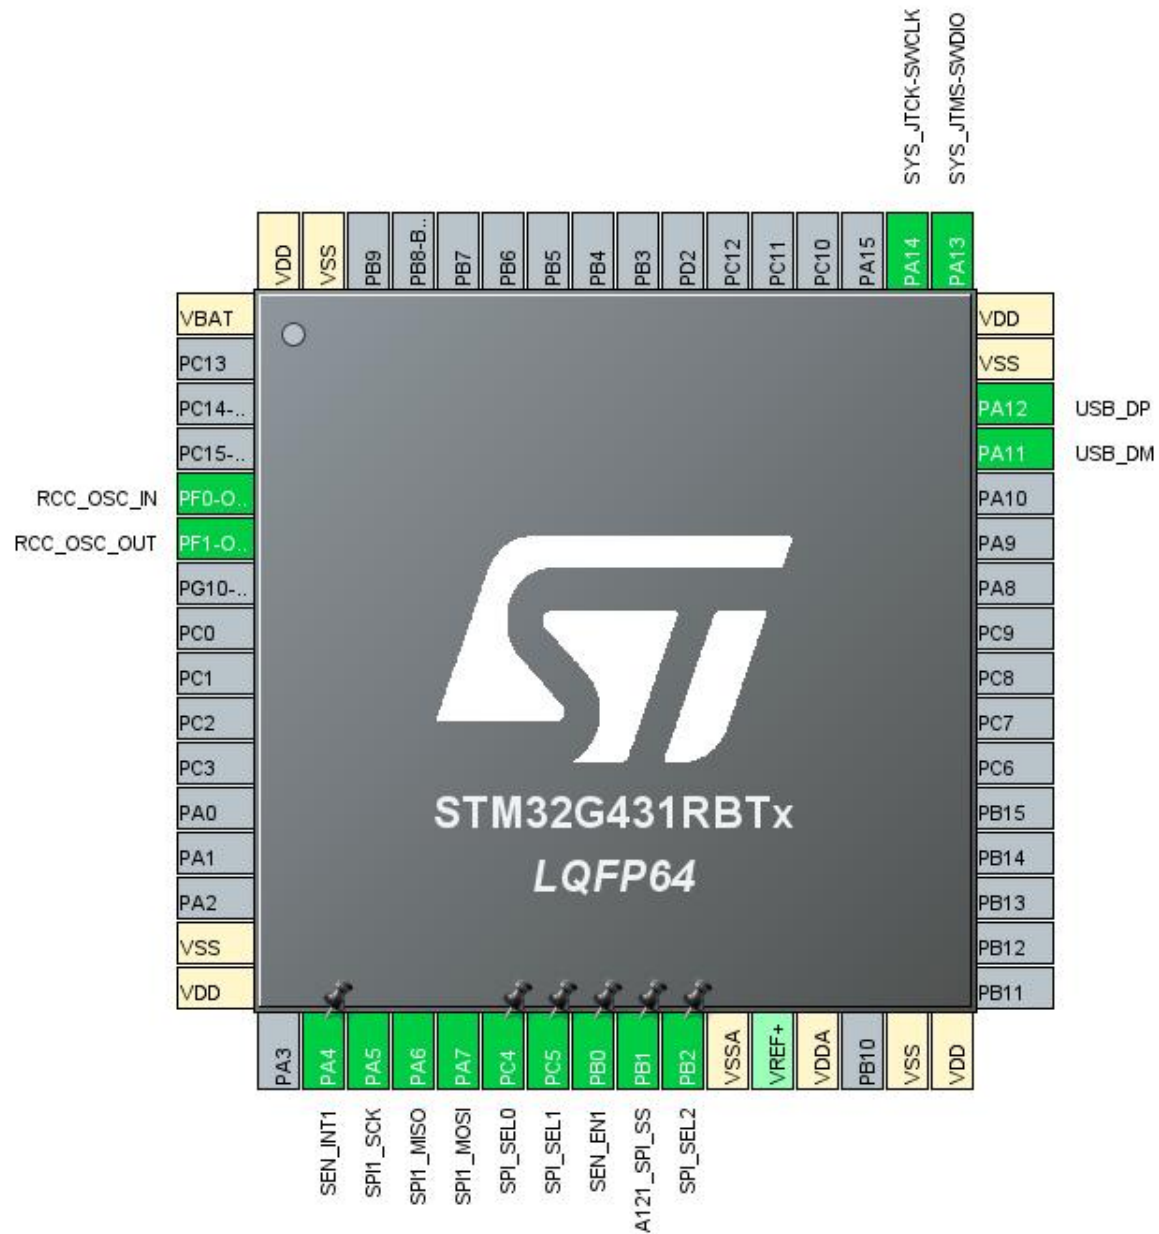 SYS_JTCK-SWCLK
SYS_JTMS-SWDIO
VDD
VSS
PB9
PB8-B..
PB7
PB6
PB5
PB4
PB3
PD2
PC12
PC11
PC10
PA15
PA14
PA13
VBAT
PC13
PC14-..
PC15-..
RCC_OSC_IN PF0-O..
RCC_OSC_OUT PF1-O..
PG10-..
PC0
PC1
PC2
PC3
PA0
PA1
PA2
VSS
VDD
VDD
VSS
PA12 USB_DP
PA11 USB_DM
PA10
PA9
PA8
PC9
PC8
PC7
PC6
PB15
PB14
PB13
PB12
PB11
ST
STM32G431RBTx
LQFP64
PA3
PA4
PA5
PA6
PA7
PC4
PC5
PB0
PB1
PB2
VSSA
VREF+
VDDA
PB10
VSS
VDD
SEN_INT1
SPI1_SCK
SPI1_MISO
SPI1_MOSI
SPI_SEL0
SPI_SEL1
SEN_EN1
A121_SPI_SS
SPI_SEL2